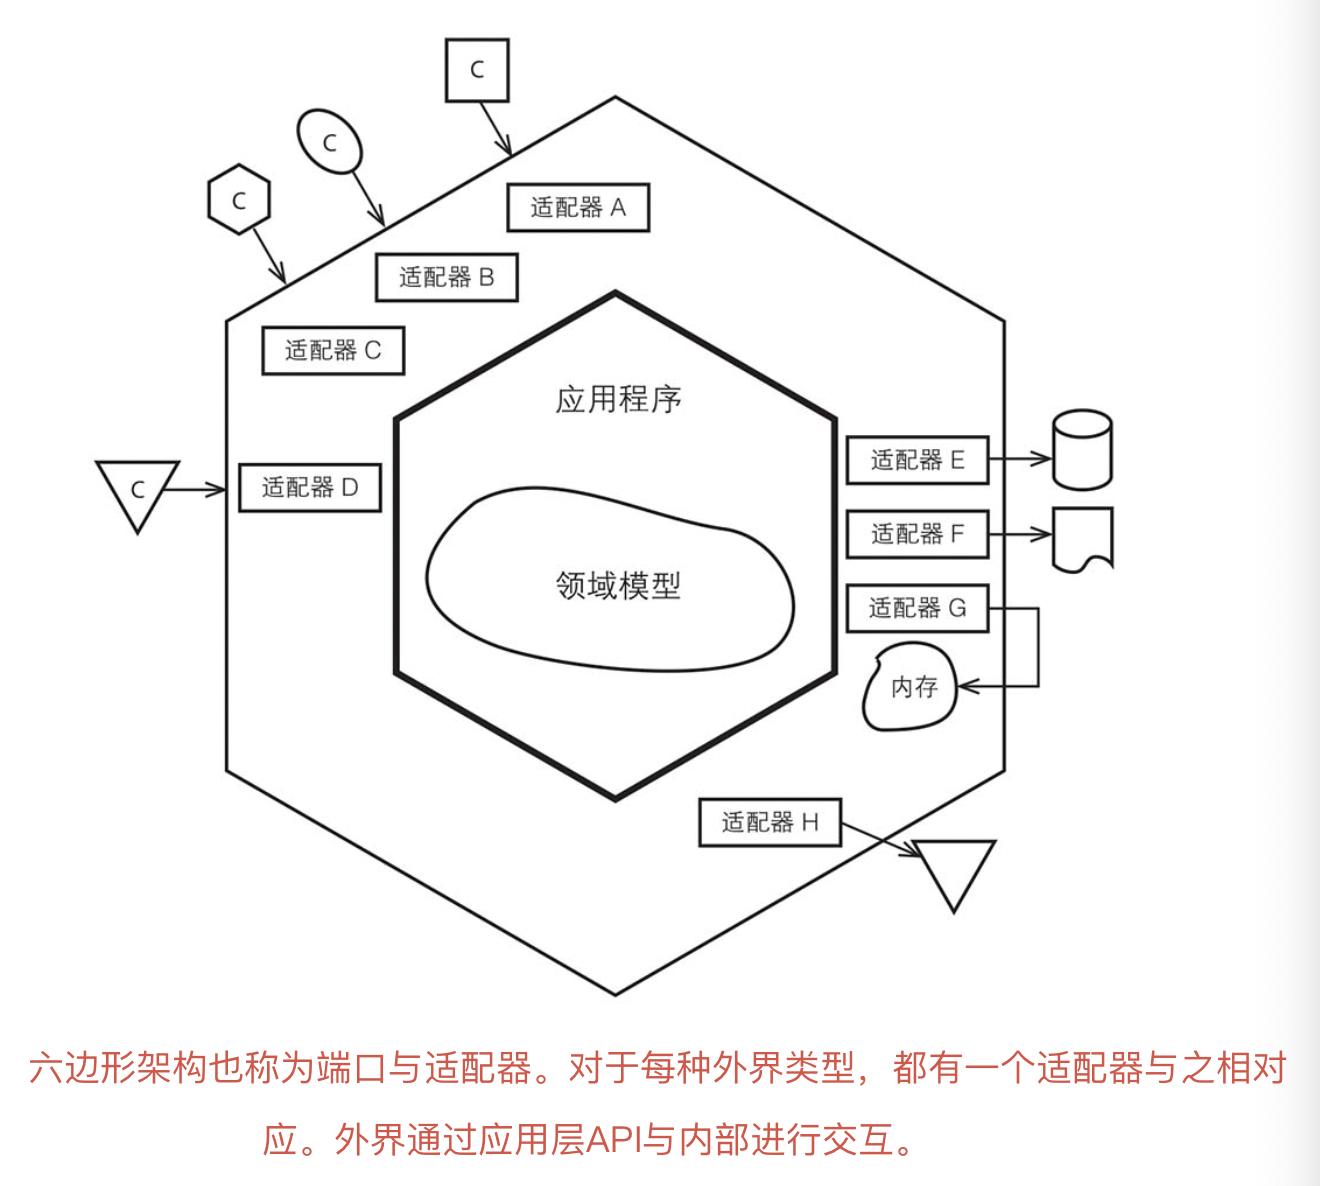 C
C
C
适配器 A
适配器 B
适配器 C
应用程序
适配器 E
C
适配器 D
适配器 F
领域模型
适配器 G
内存
适配器 H
六边形架构也称为端口与适配器。对于每种外界类型，都有一个适配器与之相对
应。外界通过应用层API与内部进行交互。